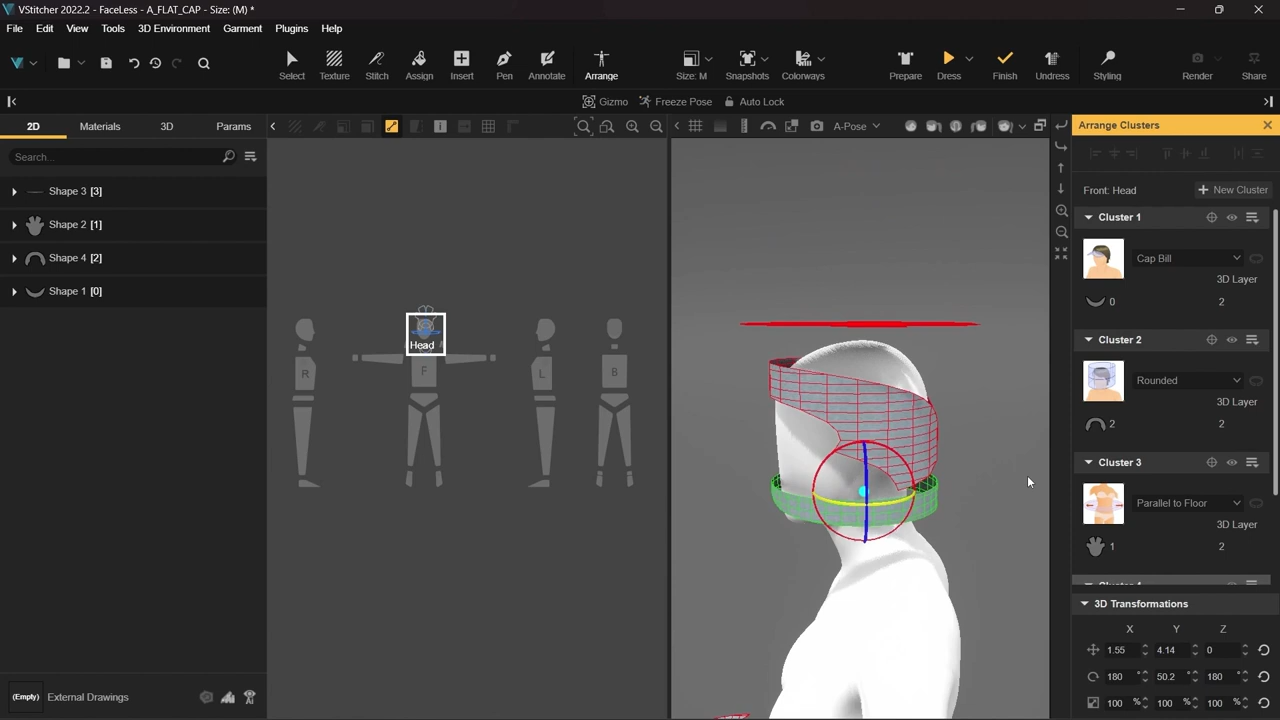 VStitcher 2022.2 - FaceLess - A_FLAT_CAP - Size: (M) *
File Edit View Tools 3D Environment Garment Plugins Help
Select Texture Stitch Assign Insert Pen Annotate Arrange Size: M Snapshots Colorways Prepare Dress Finish Undress Styling Render Share
Gizmo Freeze Pose Auto Lock
2D Materials 3D Params A-Pose Arrange Clusters
Search...
Front: Head New Cluster
Shape 3 [3]
Shape 2 [1]
Shape 4 [2]
Shape 1 [0]
Head
R F L B
Cluster 1
Cap Bill
3D Layer
0 2
Cluster 2
Rounded
3D Layer
2 2
Cluster 3
Parallel to Floor
3D Layer
1 2
3D Transformations
X Y Z
1.55 4.14 0
180 ° 50.2 ° 180 °
100 % 100 % 100 %
(Empty) External Drawings